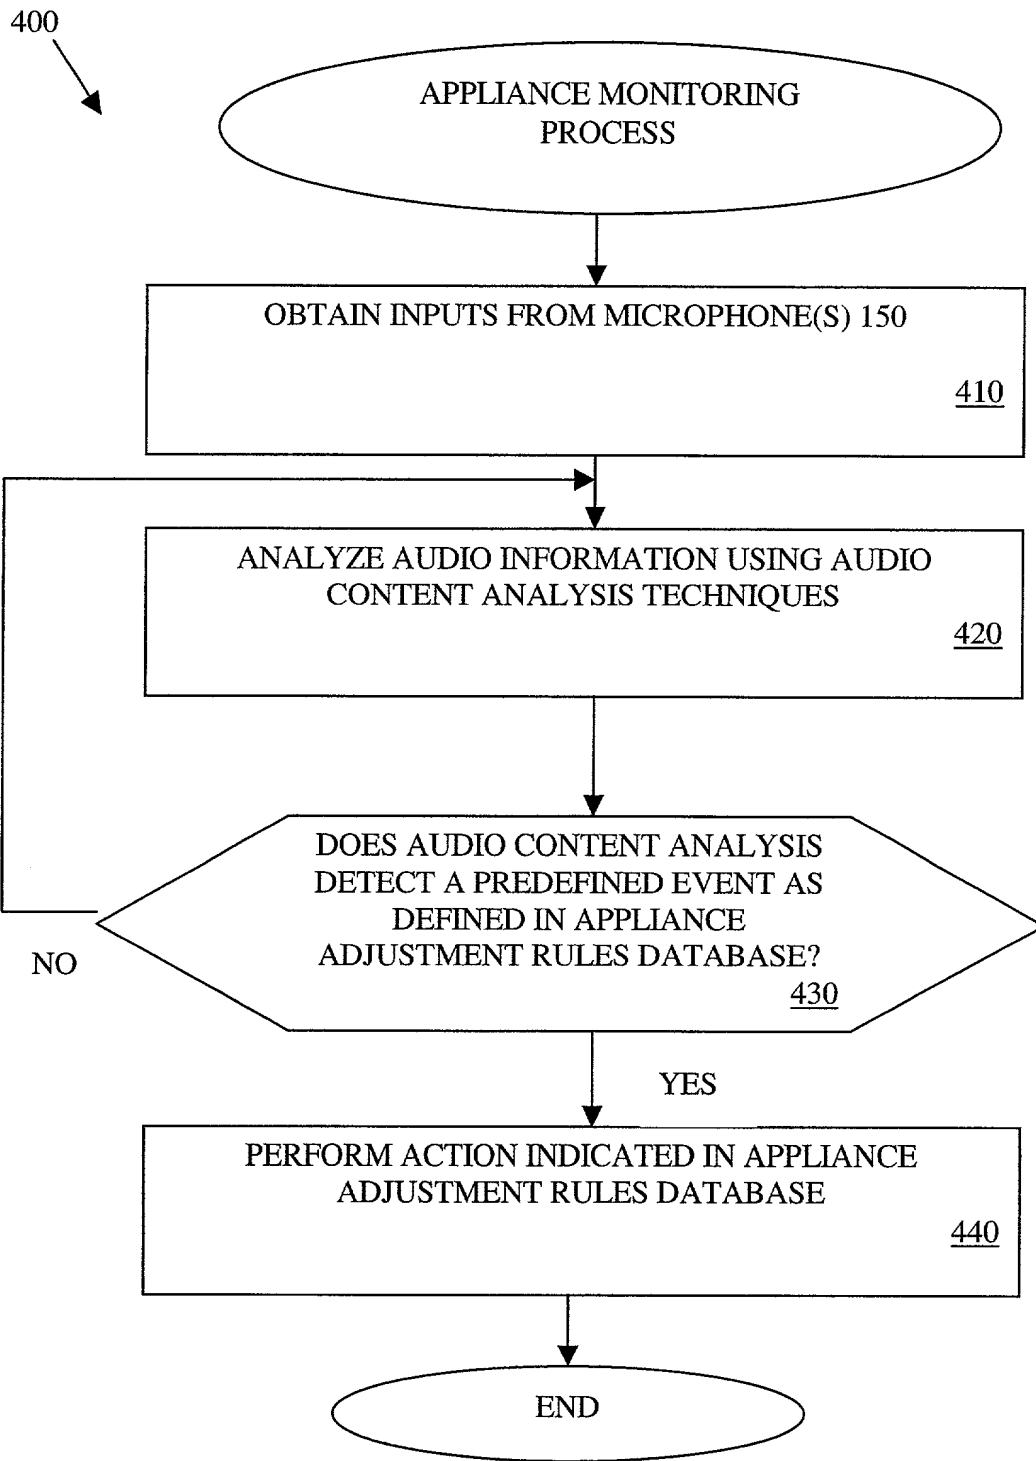 400
APPLIANCE MONITORING
PROCESS
OBTAIN INPUTS FROM MICROPHONE(S) 150
410
ANALYZE AUDIO INFORMATION USING AUDIO
CONTENT ANALYSIS TECHNIQUES
420
DOES AUDIO CONTENT ANALYSIS
DETECT A PREDEFINED EVENT AS
DEFINED IN APPLIANCE
ADJUSTMENT RULES DATABASE?
430
NO
YES
PERFORM ACTION INDICATED IN APPLIANCE
ADJUSTMENT RULES DATABASE
440
END